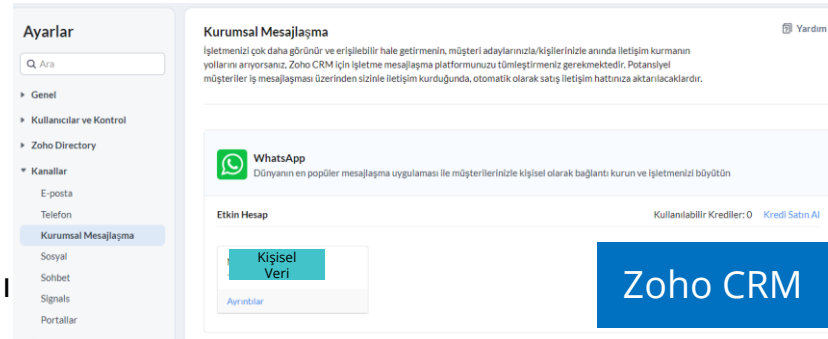 Ayarlar
Ara
Genel
Kullanıcılar ve Kontrol
Zoho Directory
Kanallar
E-posta
Telefon
Kurumsal Mesajlaşma
Sosyal
Sohbet
Signals
Portallar
Kurumsal Mesajlaşma
Yardım
İşletmenizi çok daha görünür ve erişilebilir hale getirmenin, müşteri adaylarınızla/kişilerinizle anında iletişim kurmanın
yollarını arıyorsanız, Zoho CRM için işletme mesajlaşma platformunuzu tümleştirmeniz gerekmektedir. Potansiyel
müşteriler iş mesajlaşması üzerinden sizinle iletişim kurduğunda, otomatik olarak satış iletişim hattınıza aktarılacaklardır.
WhatsApp
Dünyanın en popüler mesajlaşma uygulaması ile müşterilerinizle kişisel olarak bağlantı kurun ve işletmenizi büyütün
Etkin Hesap
Kullanılabilir Krediler: 0 Kredi Satın Al
Kişisel
Veri
Ayrıntılar
Zoho CRM